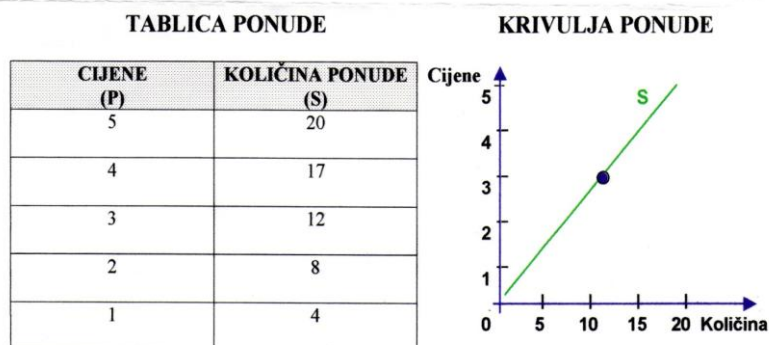 TABLICA PONUDE
CIJENE
(P)
KOLIČINA PONUDE
(S)
5 20
4 17
3 12
2 8
1 4
KRIVULJA PONUDE
Cijene
S
5
4
3
2
1
0 5 10 15 20 Količina